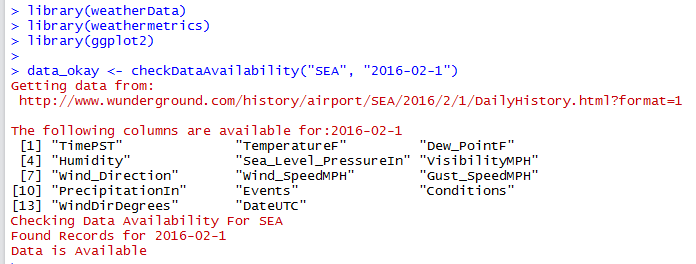 > library(weatherData)
> library(weathermetrics)
> library(ggplot2)
>
> data_okay <- checkDataAvailability("SEA", "2016-02-1")
Getting data from:
 http://www.wunderground.com/history/airport/SEA/2016/2/1/DailyHistory.html?format=1

The following columns are available for:2016-02-1
 [1] "TimePST"           "TemperatureF"          "Dew_PointF"
 [4] "Humidity"          "Sea_Level_PressureIn" "VisibilityMPH"
 [7] "Wind_Direction"    "Wind_SpeedMPH"         "Gust_SpeedMPH"
[10] "PrecipitationIn"   "Events"                "Conditions"
[13] "WindDirDegrees"    "DateUTC"
Checking Data Availability For SEA
Found Records for 2016-02-1
Data is Available